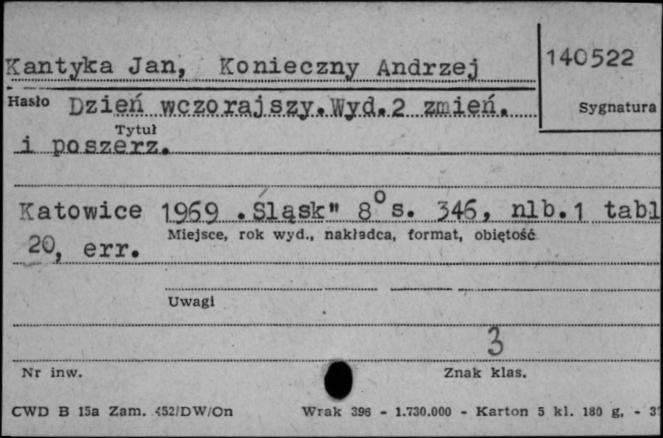 140522
Kantyka Jan, Konieczny Andrzej
Hasło Dzień wczorajszy.Wyd.2 zmień. Sygnatura
Tytuł
i poszerz.
Katowice 1969 .Śląsk" 8° s. 346, nlb.1 tabl
Miejsce, rok wyd., nakładca, format, objętość
20, err.
Uwagi
3
Nr inw. Znak klas.
CWD B 15a Zam. 452/DW/On Wrak 396 - 1.730.000 - Karton 5 kl. 180 g. -